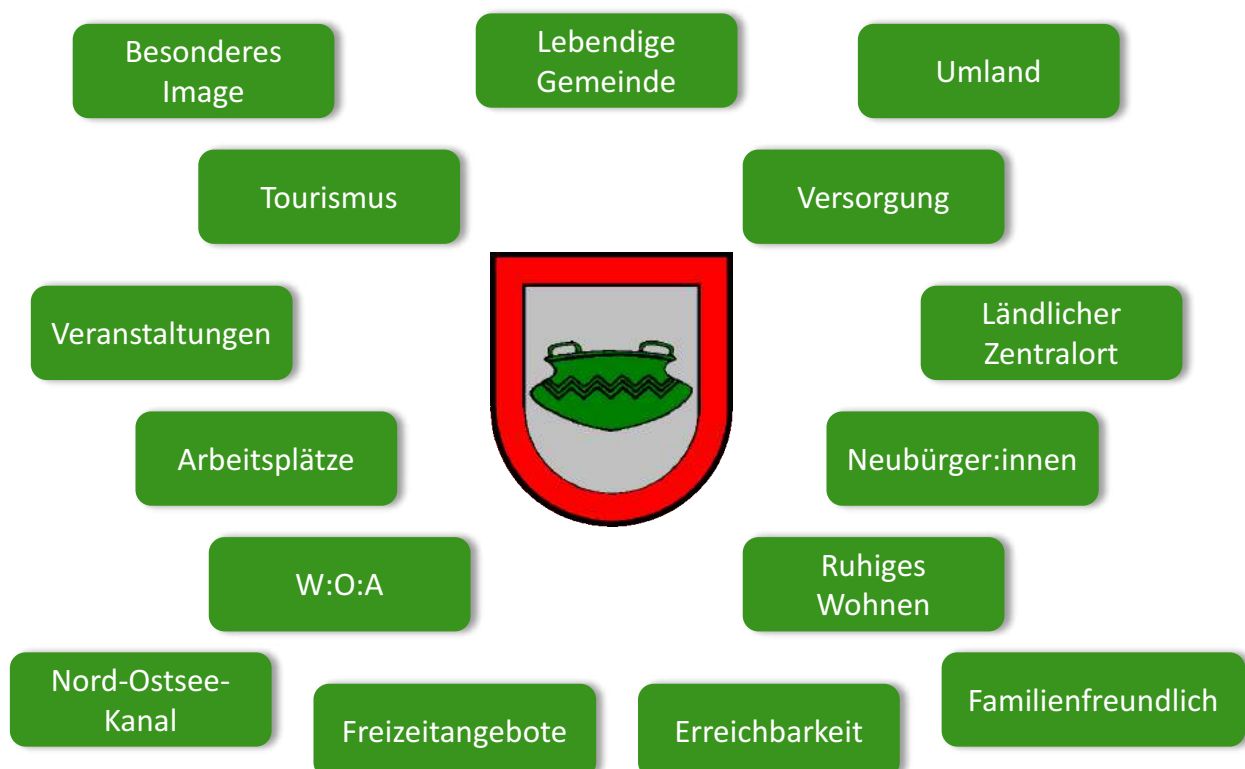 Besonderes
Image
Lebendige
Gemeinde
Umland
Tourismus
Versorgung
Veranstaltungen
Ländlicher
Zentralort
Arbeitsplätze
Neubürger:innen
W:O:A
Ruhiges
Wohnen
Nord-Ostsee-
Kanal
Freizeitangebote
Erreichbarkeit
Familienfreundlich